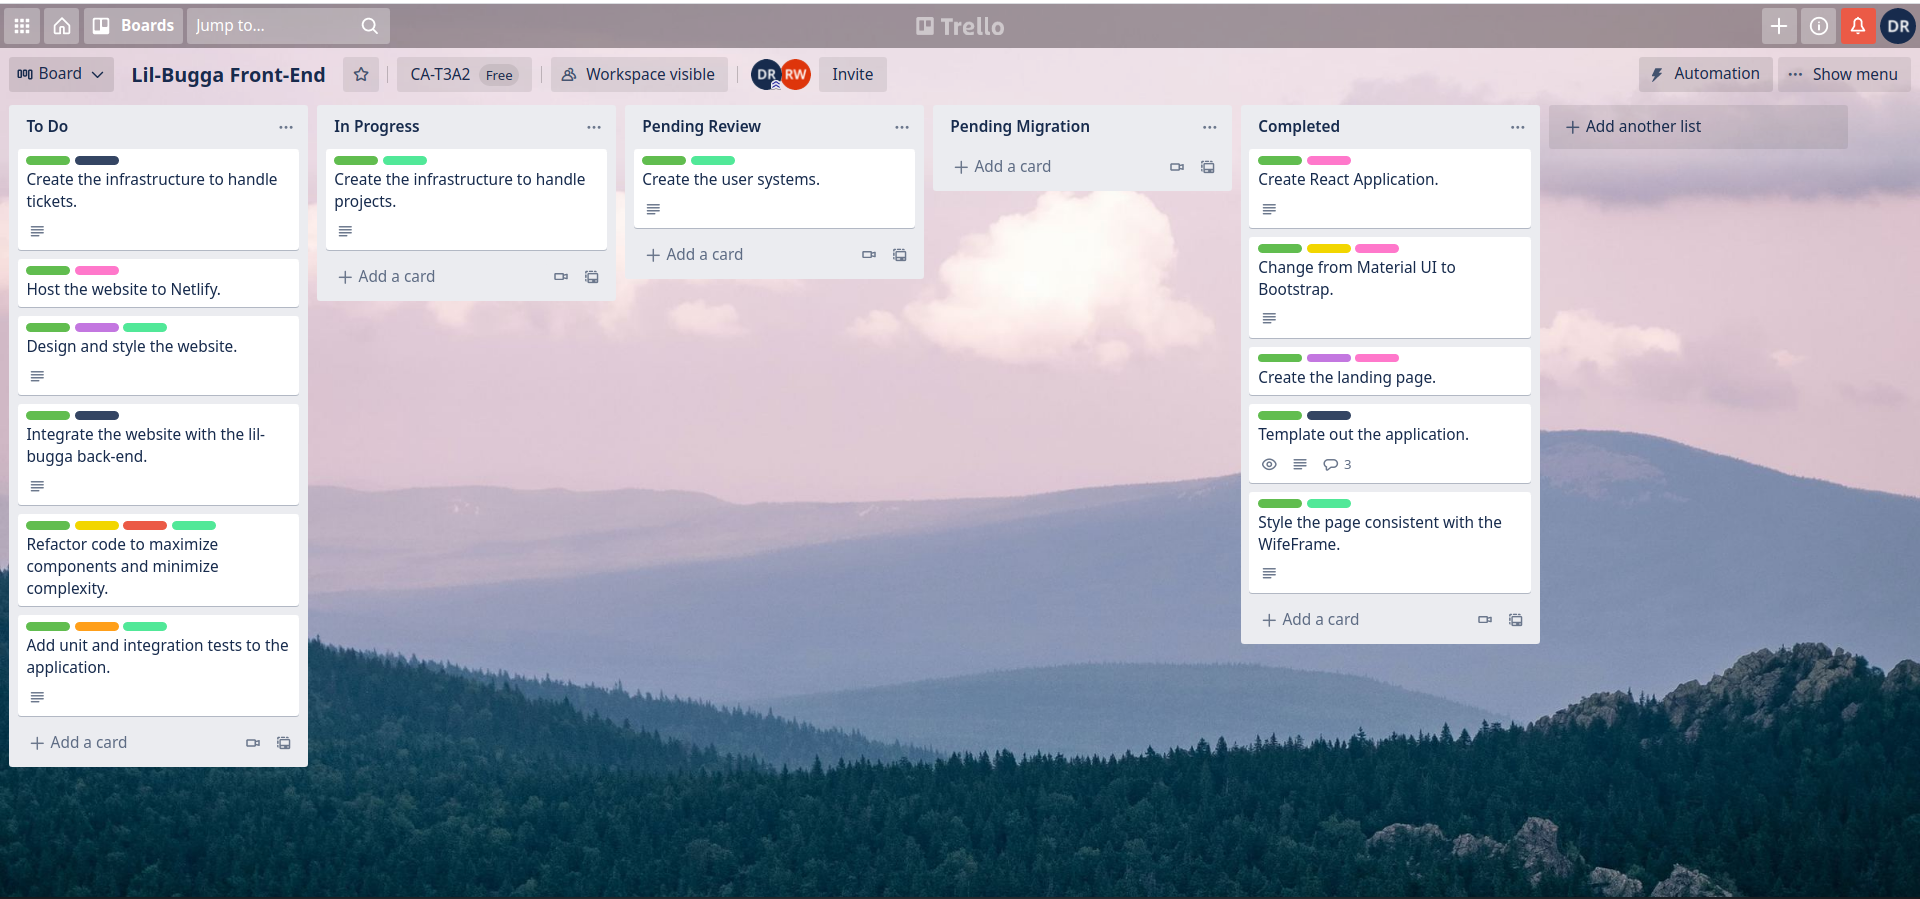 Boards
Jump to...
Trello
DR
Board
Lil-Bugga Front-End
CA-T3A2 Free
Workspace visible
DR
RW
Invite
Automation
Show menu
To Do
Create the infrastructure to handle
tickets.
Host the website to Netlify.
Design and style the website.
Integrate the website with the lil-
bugga back-end.
Refactor code to maximize
components and minimize
complexity.
Add unit and integration tests to the
application.
Add a card
In Progress
Create the infrastructure to handle
projects.
Add a card
Pending Review
Create the user systems.
Add a card
Pending Migration
Add a card
Completed
Create React Application.
Change from Material UI to
Bootstrap.
Create the landing page.
Template out the application.
3
Style the page consistent with the
WifeFrame.
Add a card
Add another list